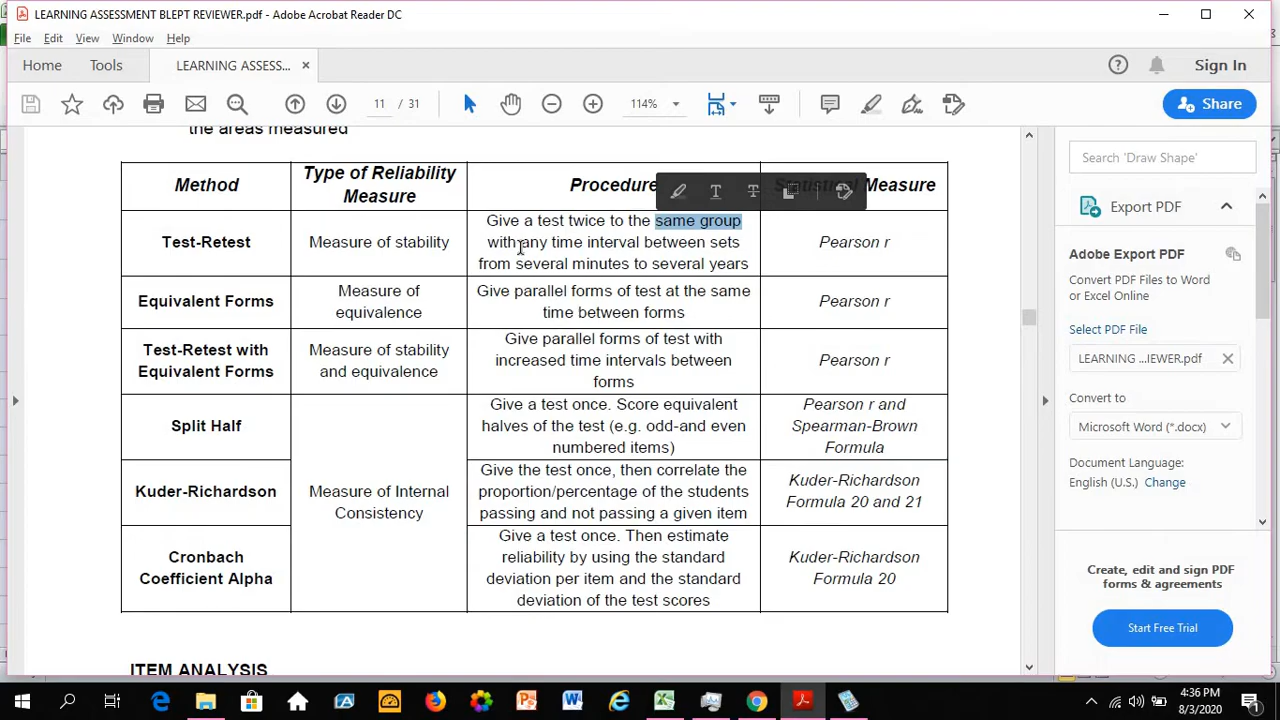 LEARNING ASSESSMENT BLEPT REVIEWER.pdf - Adobe Acrobat Reader DC
File Edit View Window Help
Home Tools LEARNING ASSESS... × Sign In
11 / 31 114% Share
the areas measured
Method
Type of Reliability
Measure
Procedure
Measure
Test-Retest
Measure of stability
Give a test twice to the same group
with any time interval between sets
from several minutes to several years
Pearson r
Equivalent Forms
Measure of
equivalence
Give parallel forms of test at the same
time between forms
Pearson r
Test-Retest with
Equivalent Forms
Measure of stability
and equivalence
Give parallel forms of test with
increased time intervals between
forms
Pearson r
Split Half
Give a test once. Score equivalent
halves of the test (e.g. odd-and even
numbered items)
Pearson r and
Spearman-Brown
Formula
Kuder-Richardson
Measure of Internal
Consistency
Give the test once, then correlate the
proportion/percentage of the students
passing and not passing a given item
Kuder-Richardson
Formula 20 and 21
Cronbach
Coefficient Alpha
Give a test once. Then estimate
reliability by using the standard
deviation per item and the standard
deviation of the test scores
Kuder-Richardson
Formula 20
ITEM ANALYSIS
Search 'Draw Shape'
Export PDF
Adobe Export PDF
Convert PDF Files to Word
or Excel Online
Select PDF File
LEARNING ...IEWER.pdf ×
Convert to
Microsoft Word (*.docx)
Document Language:
English (U.S.) Change
Create, edit and sign PDF
forms & agreements
Start Free Trial
4:36 PM
8/3/2020